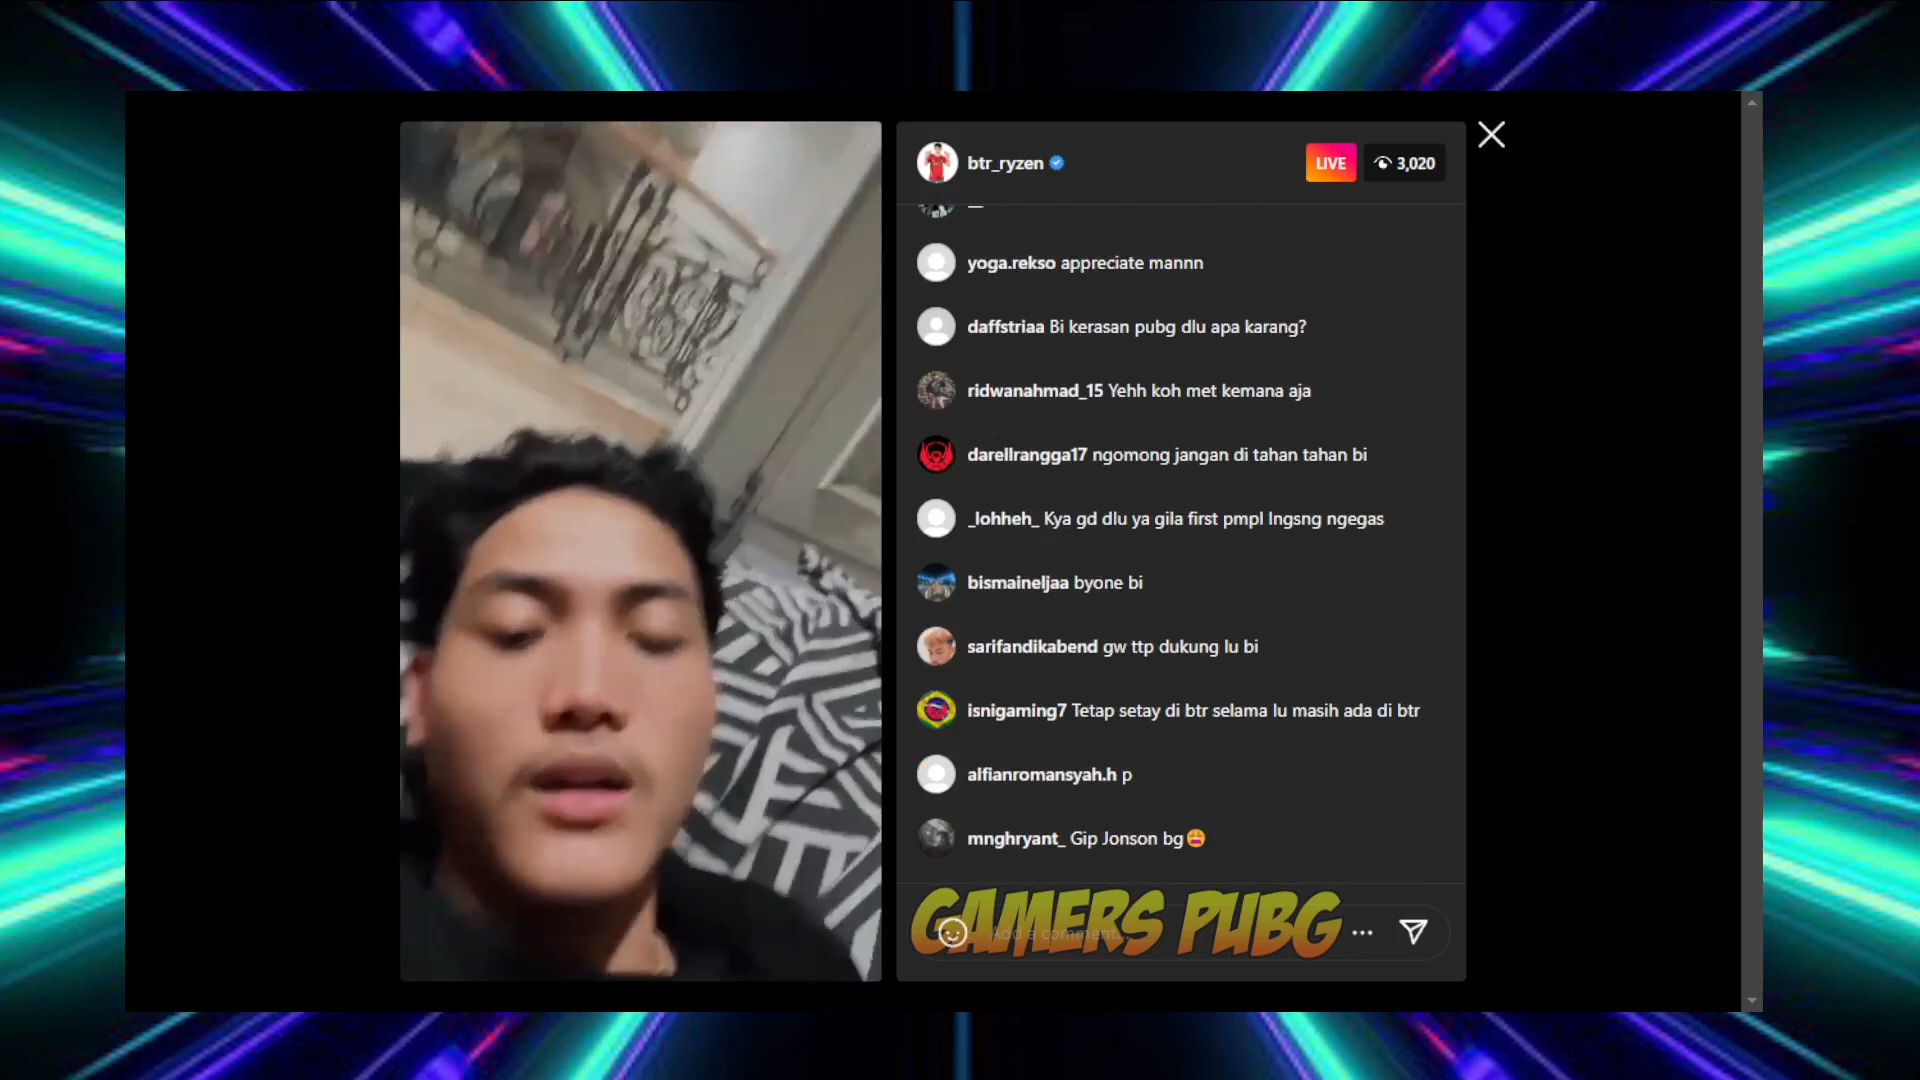 btr_ryzen
LIVE
3,020
yoga.rekso appreciate mannn
daffstriaa Bi kerasan pubg dlu apa karang?
ridwanahmad_15 Yehh koh met kemana aja
darellrangga17 ngomong jangan di tahan tahan bi
_lohheh_ Kya gd dlu ya gila first pmpl lngsng ngegas
bismaineljaa byone bi
sarifandikabend gw ttp dukung lu bi
isnigaming7 Tetap setay di btr selama lu masih ada di btr
alfianromansyah.h p
mnghryant_ Gip Jonson bg😩
GAMERS PUBG
Add a comment...